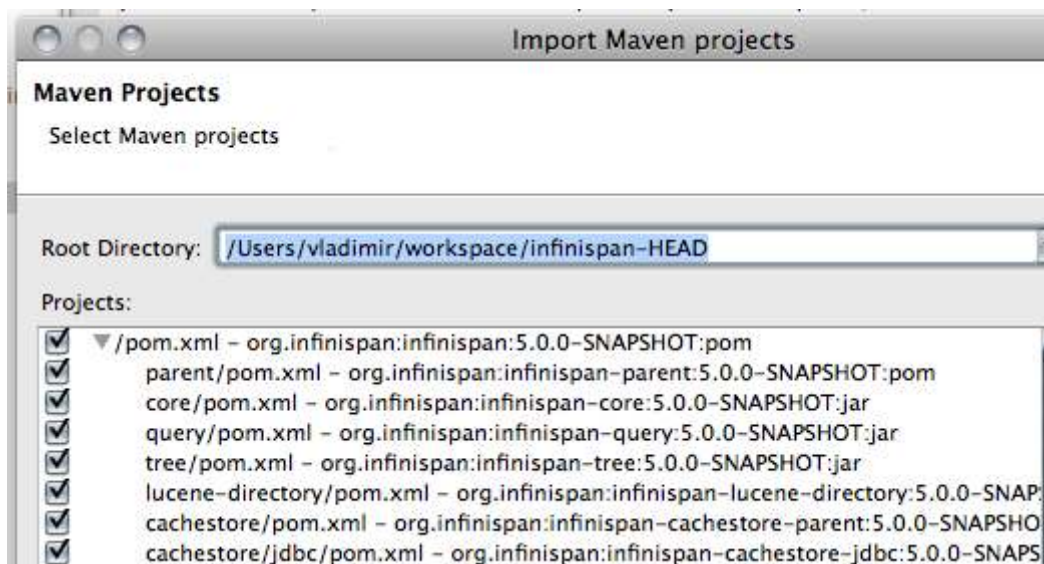 Import Maven projects
Maven Projects
Select Maven projects
Root Directory: /Users/vladimir/workspace/infinispan-HEAD
Projects:
/pom.xml – org.infinispan:infinispan:5.0.0-SNAPSHOT:pom
parent/pom.xml – org.infinispan:infinispan-parent:5.0.0-SNAPSHOT:pom
core/pom.xml – org.infinispan:infinispan-core:5.0.0-SNAPSHOT:jar
query/pom.xml – org.infinispan:infinispan-query:5.0.0-SNAPSHOT:jar
tree/pom.xml – org.infinispan:infinispan-tree:5.0.0-SNAPSHOT:jar
lucene-directory/pom.xml – org.infinispan:infinispan-lucene-directory:5.0.0-SNAP
cachestore/pom.xml – org.infinispan:infinispan-cachestore-parent:5.0.0-SNAPSHO
cachestore/jdbc/pom.xml – org.infinispan:infinispan-cachestore-jdbc:5.0.0-SNAPS